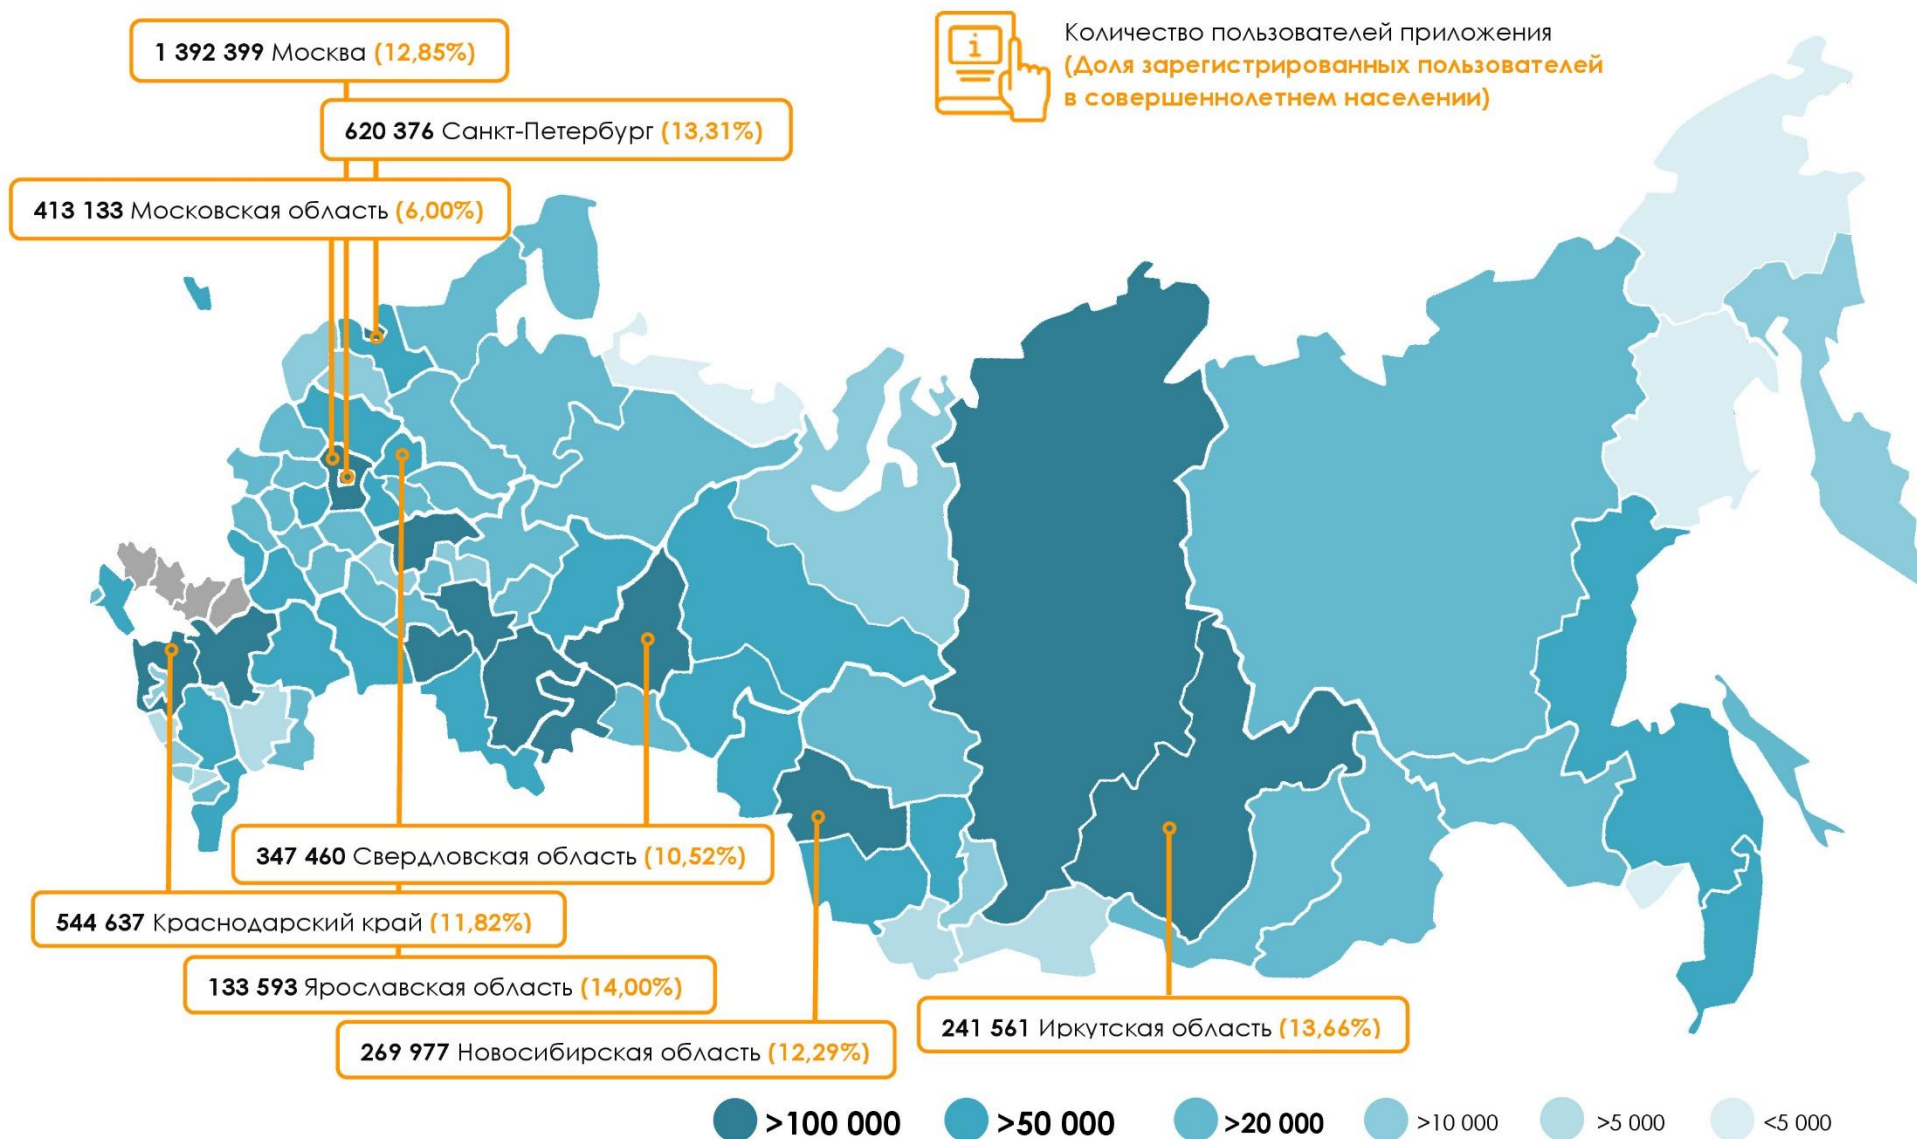 1 392 399 Москва (12,85%)
Количество пользователей приложения
(Доля зарегистрированных пользователей
в совершеннолетнем населении)
620 376 Санкт-Петербург (13,31%)
413 133 Московская область (6,00%)
347 460 Свердловская область (10,52%)
544 637 Краснодарский край (11,82%)
133 593 Ярославская область (14,00%)
241 561 Иркутская область (13,66%)
269 977 Новосибирская область (12,29%)
>100 000 >50 000 >20 000 >10 000 >5 000 <5 000